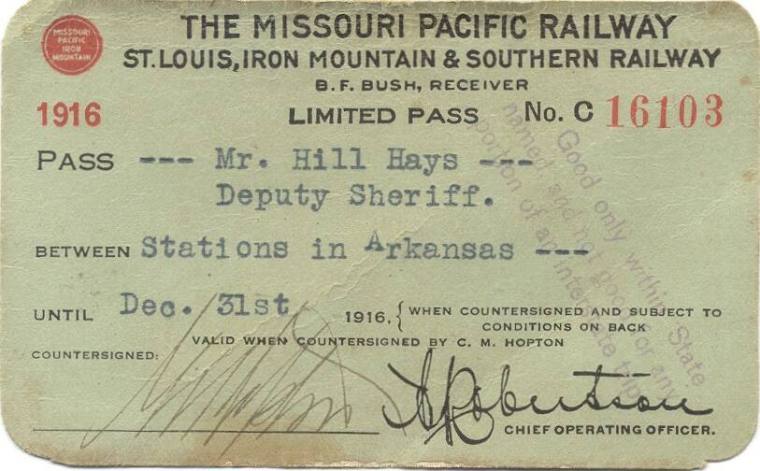 MISSOURI
PACIFIC
IRON
MOUNTAIN
THE MISSOURI PACIFIC RAILWAY
ST. LOUIS, IRON MOUNTAIN & SOUTHERN RAILWAY
B. F. BUSH, RECEIVER
1916 LIMITED PASS No. C 16103
PASS --- Mr. Hill Hays ---
Deputy Sheriff.
BETWEEN Stations in Arkansas ---
UNTIL Dec. 31st 1916, { WHEN COUNTERSIGNED AND SUBJECT TO
CONDITIONS ON BACK
VALID WHEN COUNTERSIGNED BY C. M. HOPTON
COUNTERSIGNED:
Robertson
CHIEF OPERATING OFFICER.
Good only within State
named and not good for any
portion of an interstate trip